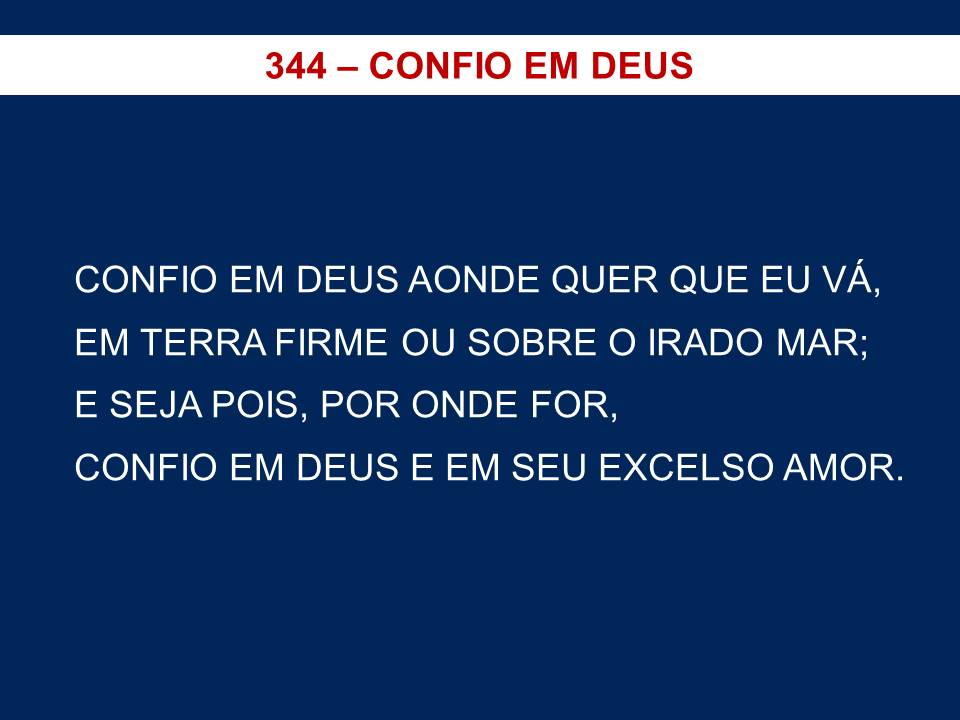 344 – CONFIO EM DEUS
CONFIO EM DEUS AONDE QUER QUE EU VÁ,
EM TERRA FIRME OU SOBRE O IRADO MAR;
E SEJA POIS, POR ONDE FOR,
CONFIO EM DEUS E EM SEU EXCELSO AMOR.